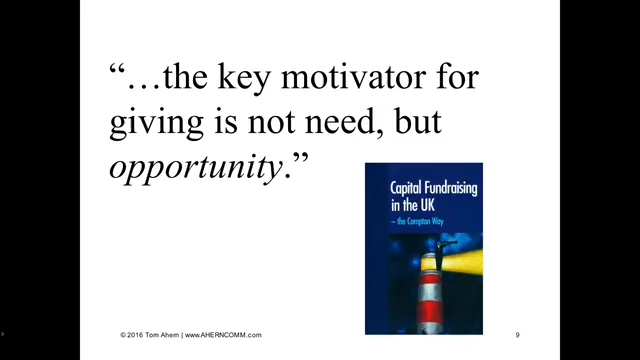 “…the key motivator for
giving is not need, but
opportunity.”
Capital Fundraising
in the UK
– the Compton Way
© 2016 Tom Ahern | www.AHERNCOMM.com
9